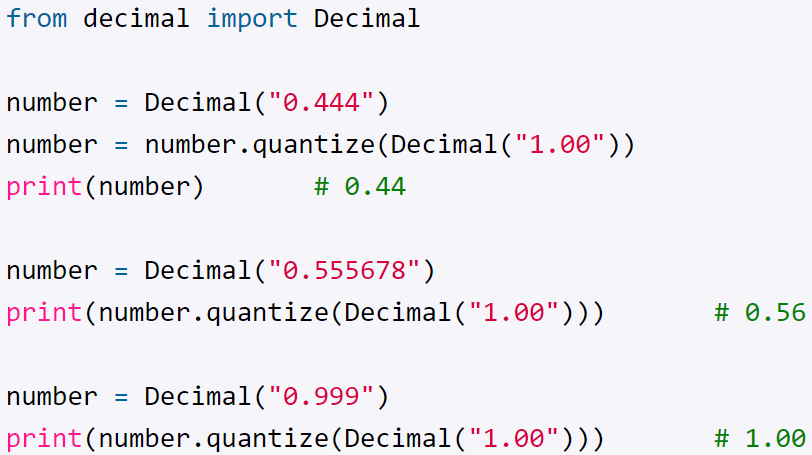 from decimal import Decimal
number = Decimal("0.444")
number = number.quantize(Decimal("1.00"))
print(number)       # 0.44
number = Decimal("0.555678")
print(number.quantize(Decimal("1.00")))       # 0.56
number = Decimal("0.999")
print(number.quantize(Decimal("1.00")))       # 1.00